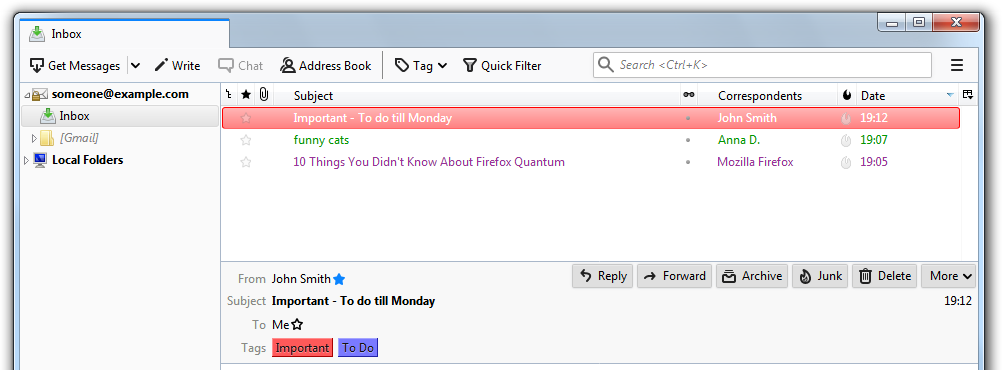 Inbox
Get Messages Write Chat Address Book Tag Quick Filter Search <Ctrl+K>
someone@example.com
Inbox
[Gmail]
Local Folders
Subject Correspondents Date
Important - To do till Monday John Smith 19:12
funny cats Anna D. 19:07
10 Things You Didn't Know About Firefox Quantum Mozilla Firefox 19:05
From John Smith Reply Forward Archive Junk Delete More
Subject Important - To do till Monday 19:12
To Me
Tags Important To Do